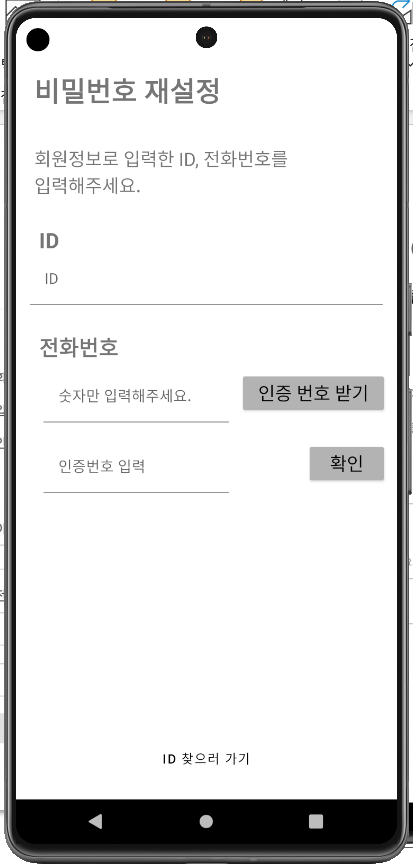 비밀번호 재설정
회원정보로 입력한 ID, 전화번호를
입력해주세요.
ID
ID
전화번호
숫자만 입력해주세요.
인증 번호 받기
인증번호 입력
확인
ID 찾으러 가기